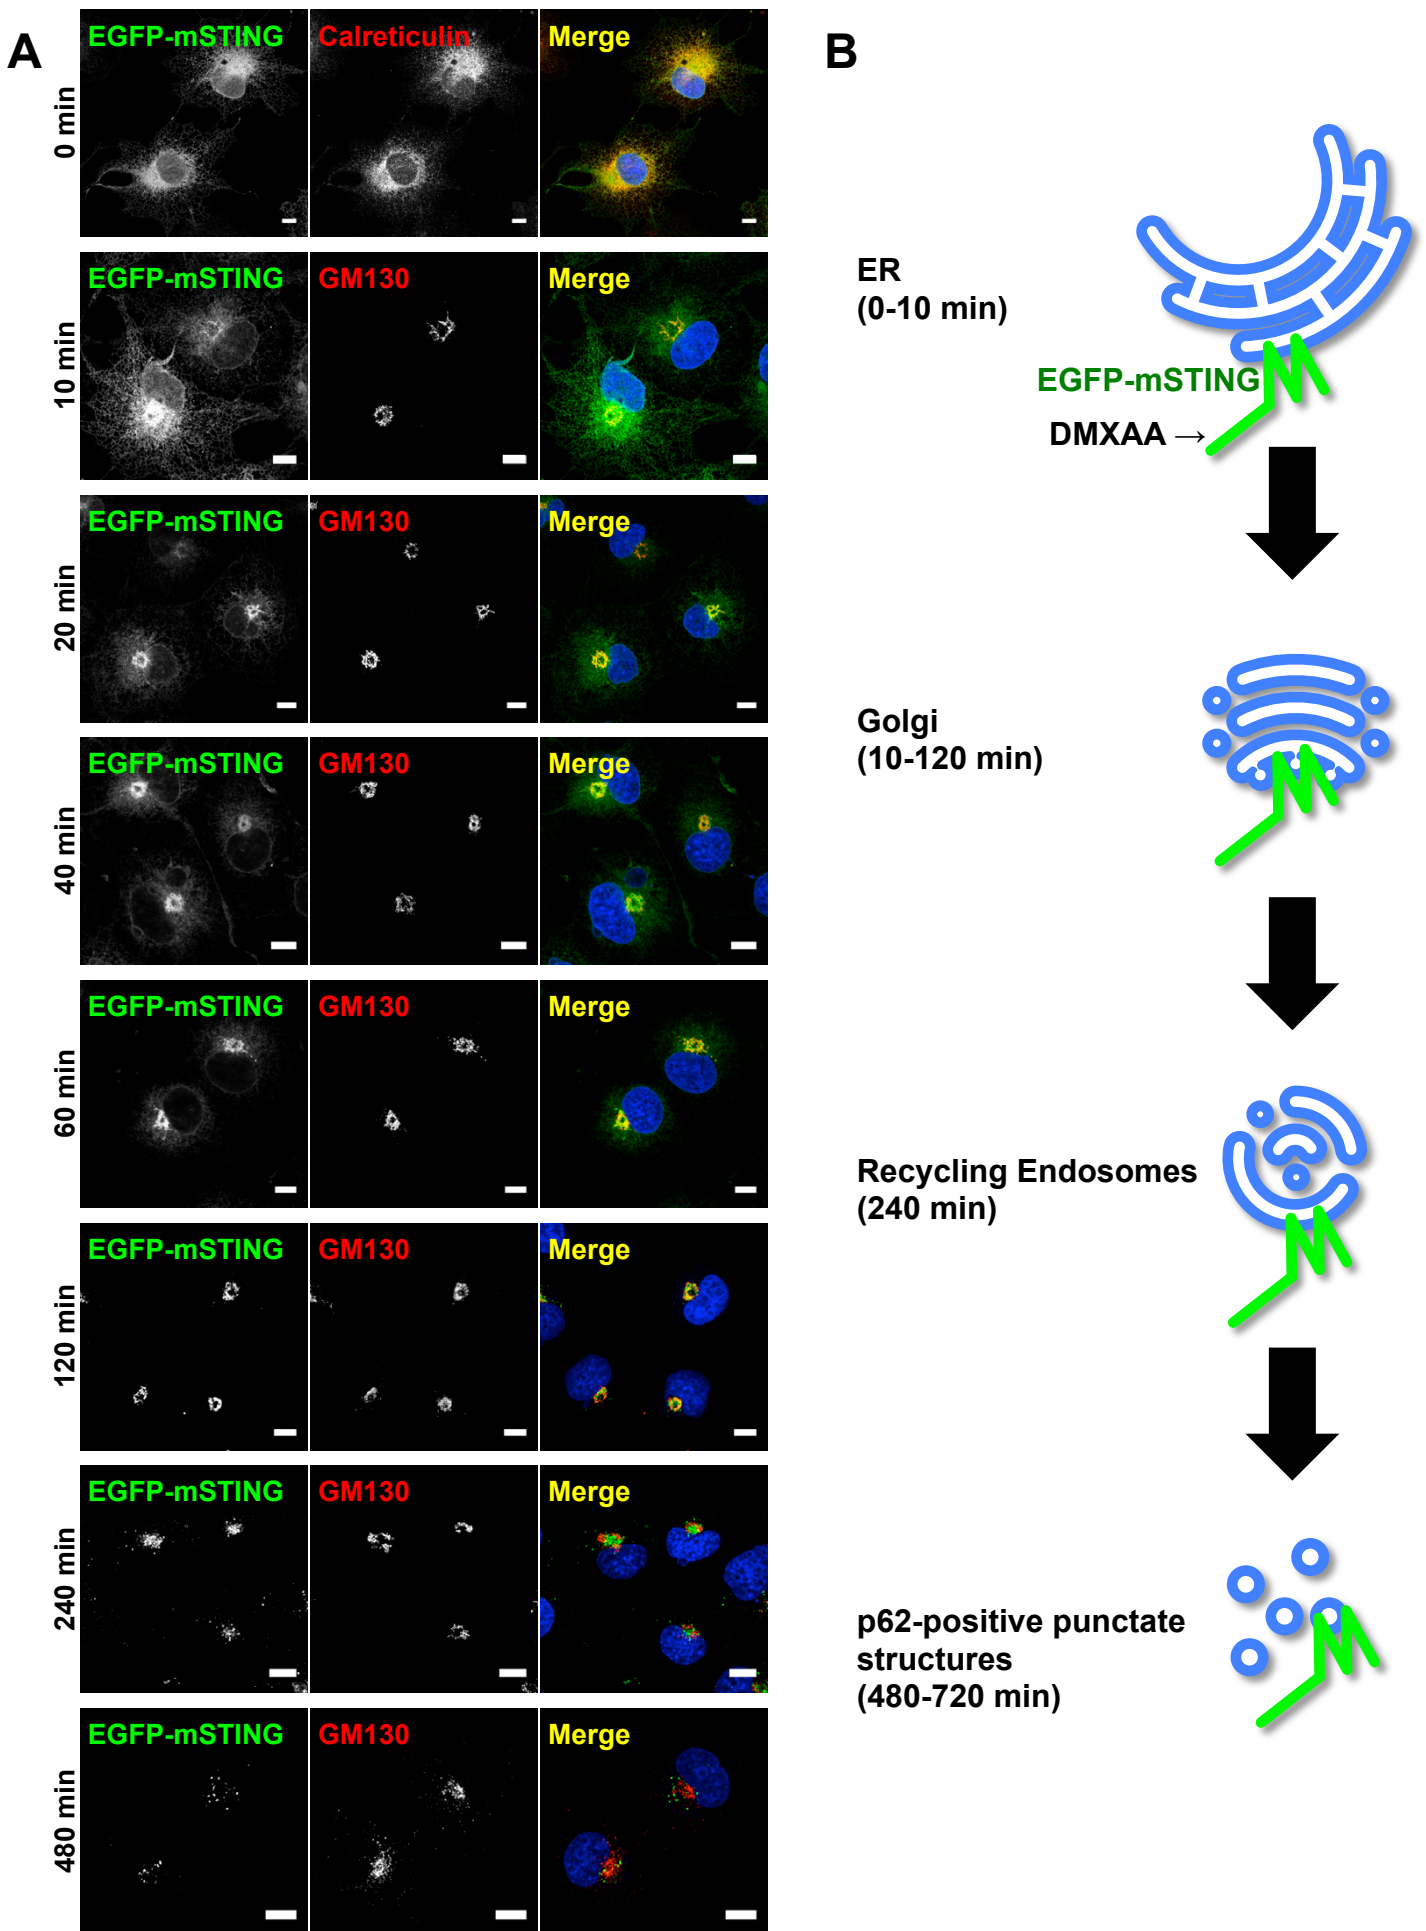 A
EGFP-mSTING Calreticulin Merge
0 min
EGFP-mSTING GM130 Merge
10 min
EGFP-mSTING GM130 Merge
20 min
EGFP-mSTING GM130 Merge
40 min
EGFP-mSTING GM130 Merge
60 min
EGFP-mSTING GM130 Merge
120 min
EGFP-mSTING GM130 Merge
240 min
EGFP-mSTING GM130 Merge
480 min
B
ER
(0-10 min)
EGFP-mSTING
DMXAA →
Golgi
(10-120 min)
Recycling Endosomes
(240 min)
p62-positive punctate
structures
(480-720 min)